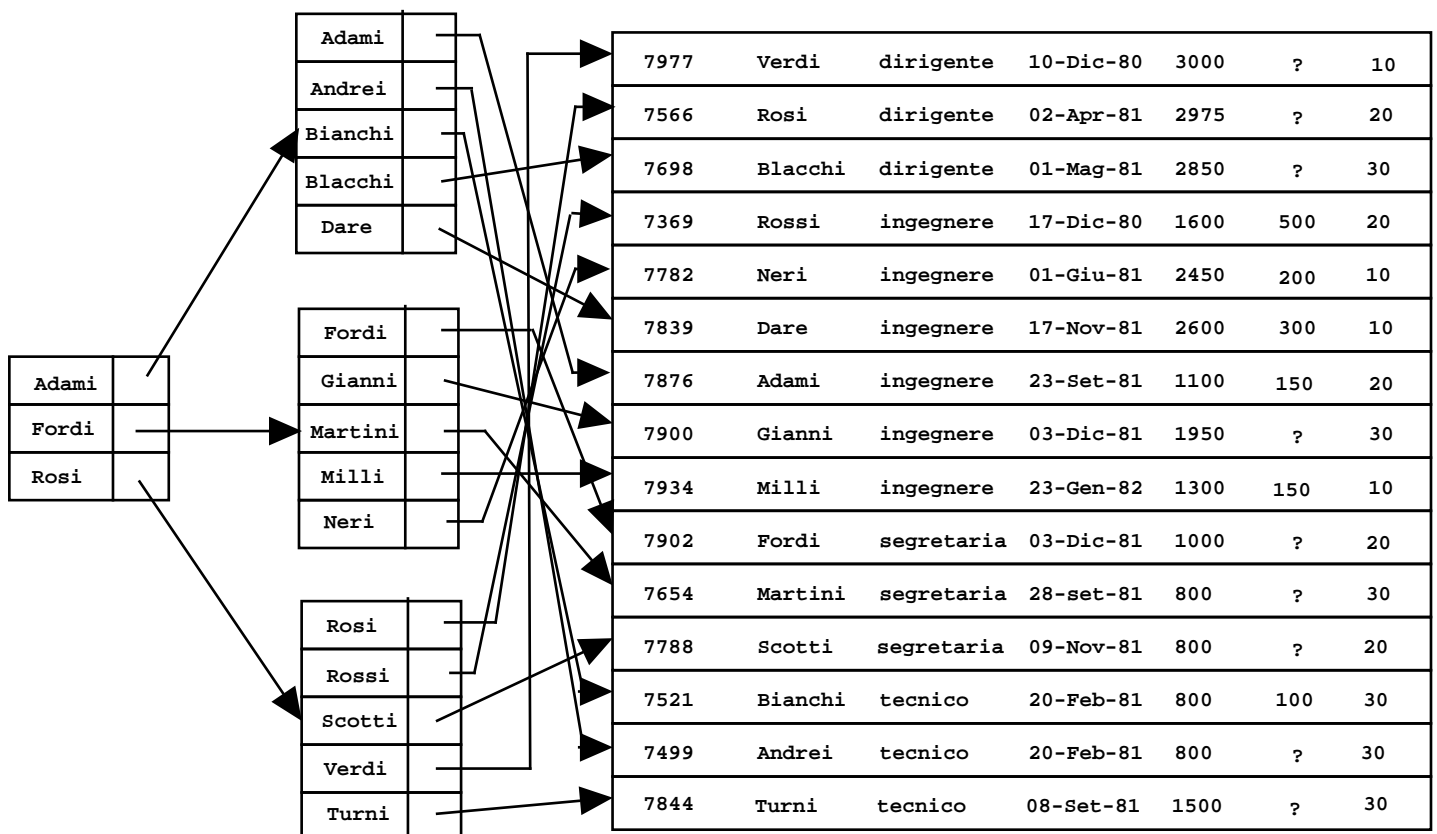 Adami
Fordi
Rosi
Adami
Andrei
Bianchi
Blacchi
Dare
Fordi
Gianni
Martini
Milli
Neri
Rosi
Rossi
Scotti
Verdi
Turni
7977 Verdi dirigente 10-Dic-80 3000 ? 10
7566 Rosi dirigente 02-Apr-81 2975 ? 20
7698 Blacchi dirigente 01-Mag-81 2850 ? 30
7369 Rossi ingegnere 17-Dic-80 1600 500 20
7782 Neri ingegnere 01-Giu-81 2450 200 10
7839 Dare ingegnere 17-Nov-81 2600 300 10
7876 Adami ingegnere 23-Set-81 1100 150 20
7900 Gianni ingegnere 03-Dic-81 1950 ? 30
7934 Milli ingegnere 23-Gen-82 1300 150 10
7902 Fordi segretaria 03-Dic-81 1000 ? 20
7654 Martini segretaria 28-set-81 800 ? 30
7788 Scotti segretaria 09-Nov-81 800 ? 20
7521 Bianchi tecnico 20-Feb-81 800 100 30
7499 Andrei tecnico 20-Feb-81 800 ? 30
7844 Turni tecnico 08-Set-81 1500 ? 30